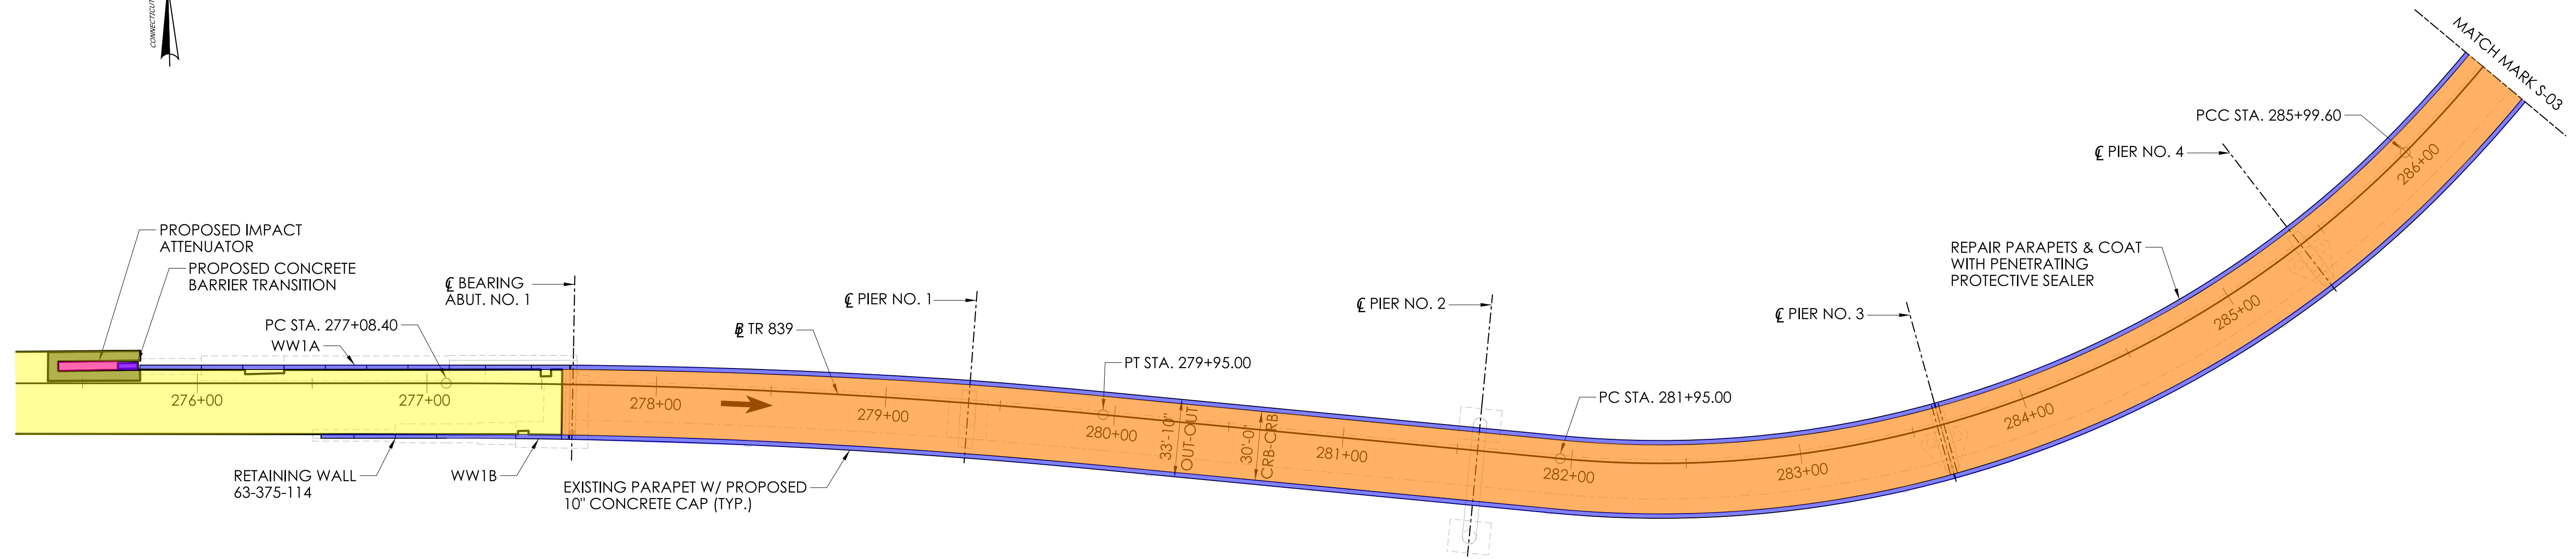 CONNECTICUT
MATCH MARK S-03
PCC STA. 285+99.60
℄ PIER NO. 4
286+00
PROPOSED IMPACT
ATTENUATOR
PROPOSED CONCRETE
BARRIER TRANSITION
℄ BEARING
ABUT. NO. 1
℄ PIER NO. 1
℄ PIER NO. 2
℄ PIER NO. 3
REPAIR PARAPETS & COAT
WITH PENETRATING
PROTECTIVE SEALER
285+00
PC STA. 277+08.40
WW1A
TR 839
PT STA. 279+95.00
PC STA. 281+95.00
276+00
277+00
278+00
279+00
280+00
33'-10"
OUT-OUT
30'-0"
CRB-CRB
281+00
282+00
283+00
284+00
RETAINING WALL
63-375-114
WW1B
EXISTING PARAPET W/ PROPOSED
10" CONCRETE CAP (TYP.)